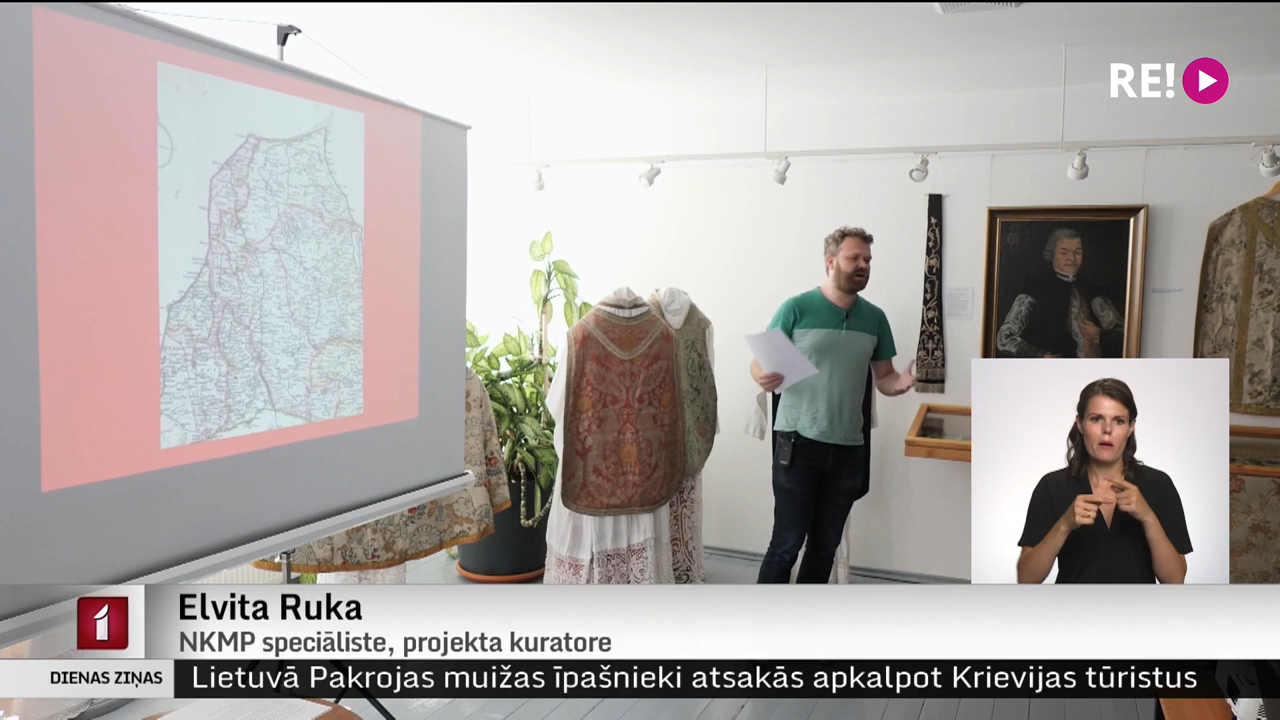 RE!
Elvita Ruka
NKMP speciāliste, projekta kuratore
1
DIENAS ZIŅAS
Lietuvā Pakrojas muižas īpašnieki atsakās apkalpot Krievijas tūristus